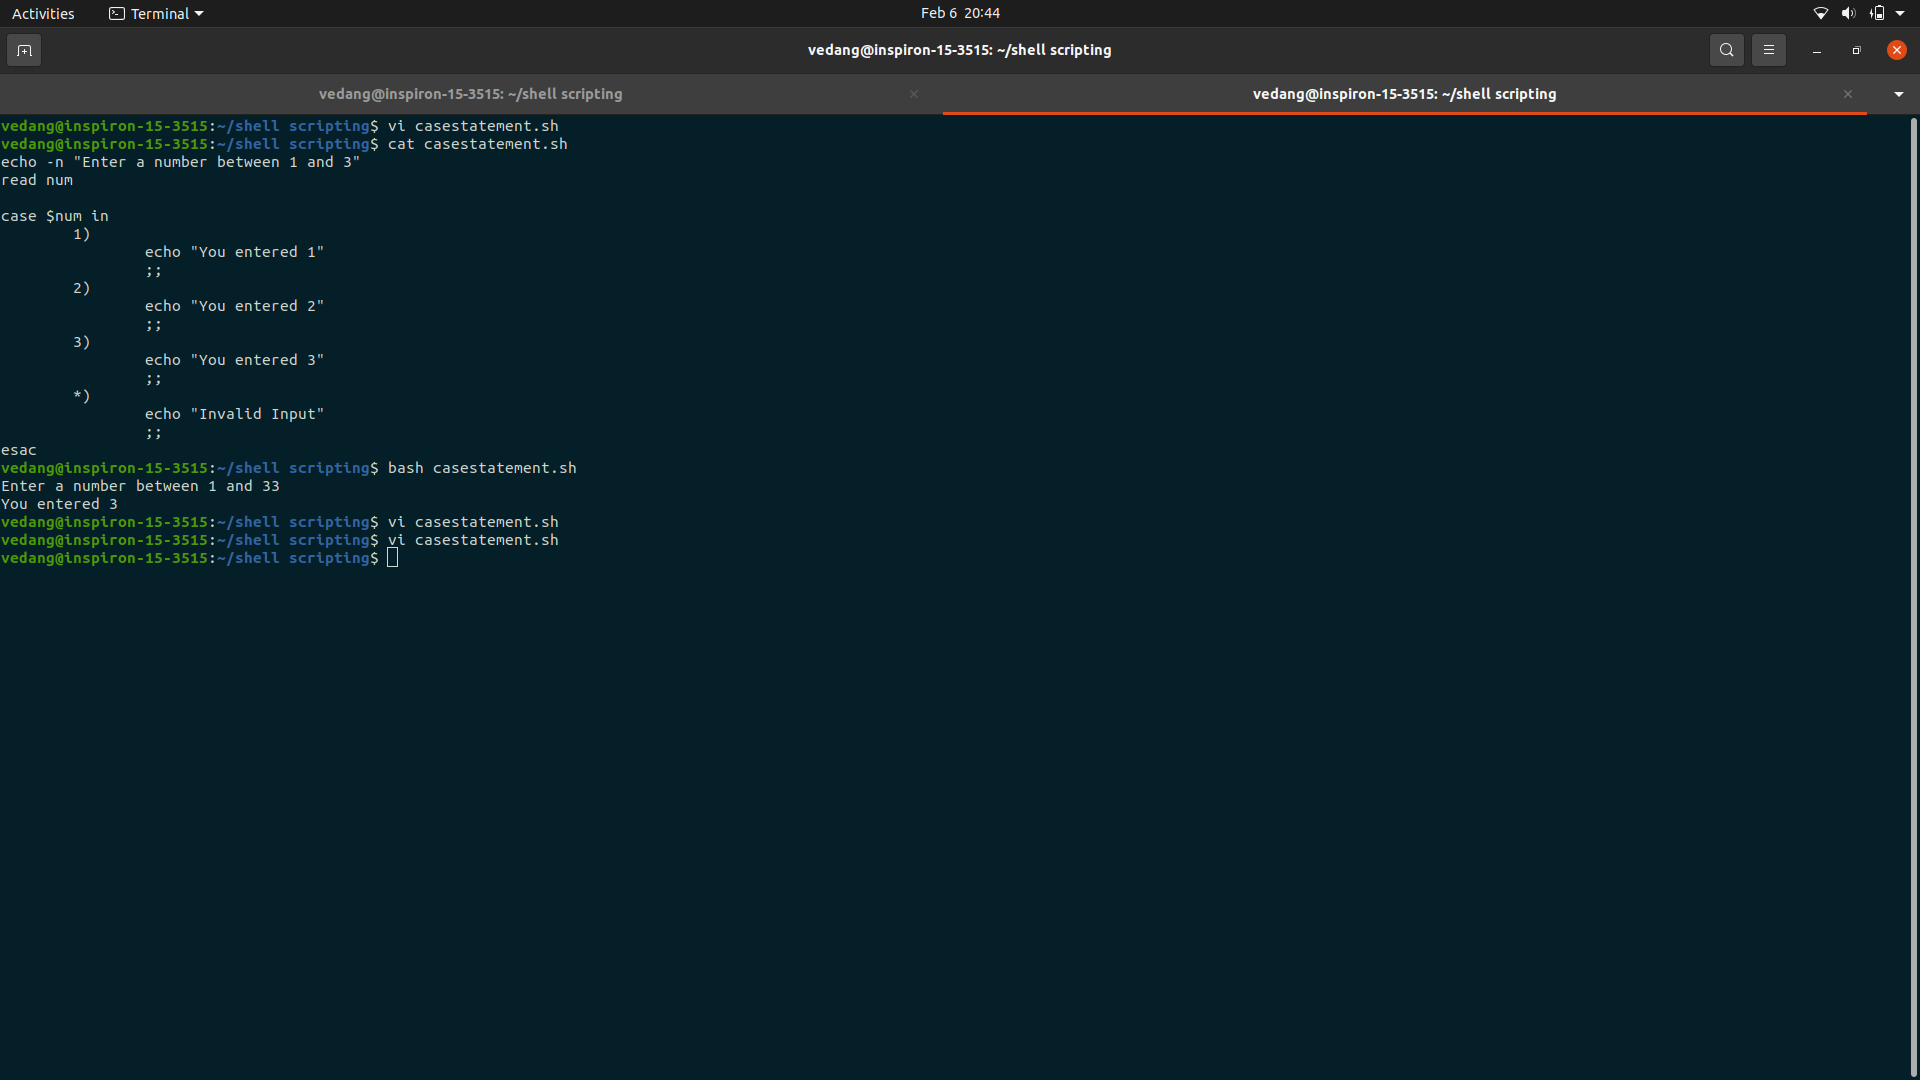 Activities Terminal Feb 6 20:44
vedang@inspiron-15-3515: ~/shell scripting
vedang@inspiron-15-3515: ~/shell scripting vedang@inspiron-15-3515: ~/shell scripting
vedang@inspiron-15-3515:~/shell scripting$ vi casestatement.sh
vedang@inspiron-15-3515:~/shell scripting$ cat casestatement.sh
echo -n "Enter a number between 1 and 3"
read num

case $num in
        1)
                echo "You entered 1"
                ;;
        2)
                echo "You entered 2"
                ;;
        3)
                echo "You entered 3"
                ;;
        *)
                echo "Invalid Input"
                ;;
esac
vedang@inspiron-15-3515:~/shell scripting$ bash casestatement.sh
Enter a number between 1 and 33
You entered 3
vedang@inspiron-15-3515:~/shell scripting$ vi casestatement.sh
vedang@inspiron-15-3515:~/shell scripting$ vi casestatement.sh
vedang@inspiron-15-3515:~/shell scripting$